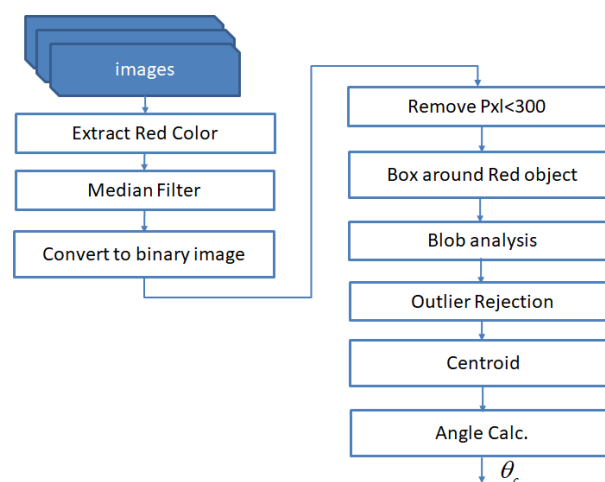 images
Extract Red Color
Median Filter
Convert to binary image
Remove Pxl<300
Box around Red object
Blob analysis
Outlier Rejection
Centroid
Angle Calc.
θc